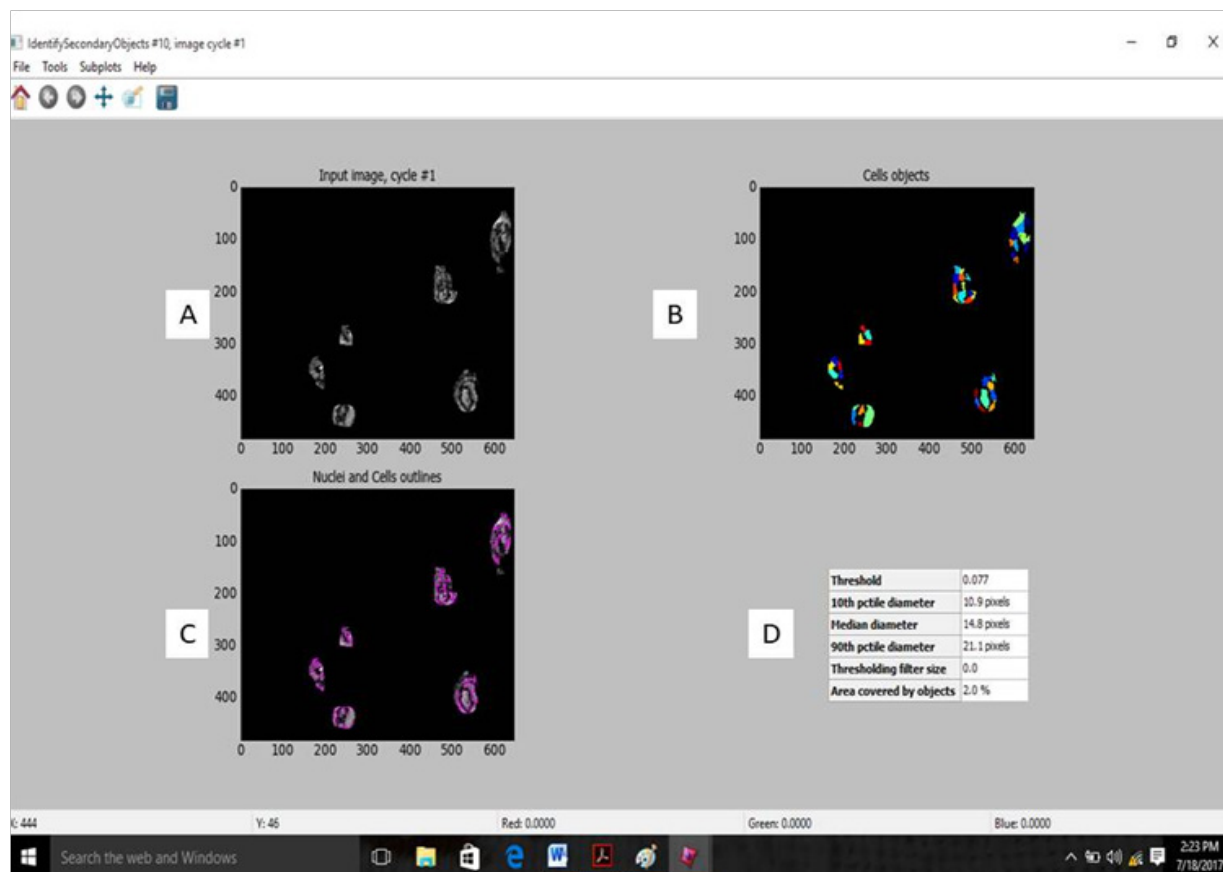 IdentifySecondaryObjects #10, image cycle #1
File Tools Subplots Help
Input image, cycle #1
0
100
200
300
400
0 100 200 300 400 500 600
A
Cells objects
0
100
200
300
400
0 100 200 300 400 500 600
B
Nuclei and Cells outlines
0
100
200
300
400
0 100 200 300 400 500 600
C
D
Threshold 0.077
10th pctile diameter 10.9 pixels
Median diameter 14.8 pixels
90th pctile diameter 21.1 pixels
Thresholding filter size 0.0
Area covered by objects 2.0 %
X: 444 Y: 46 Red: 0.0000 Green: 0.0000 Blue: 0.0000
Search the web and Windows
2:23 PM
7/18/2017